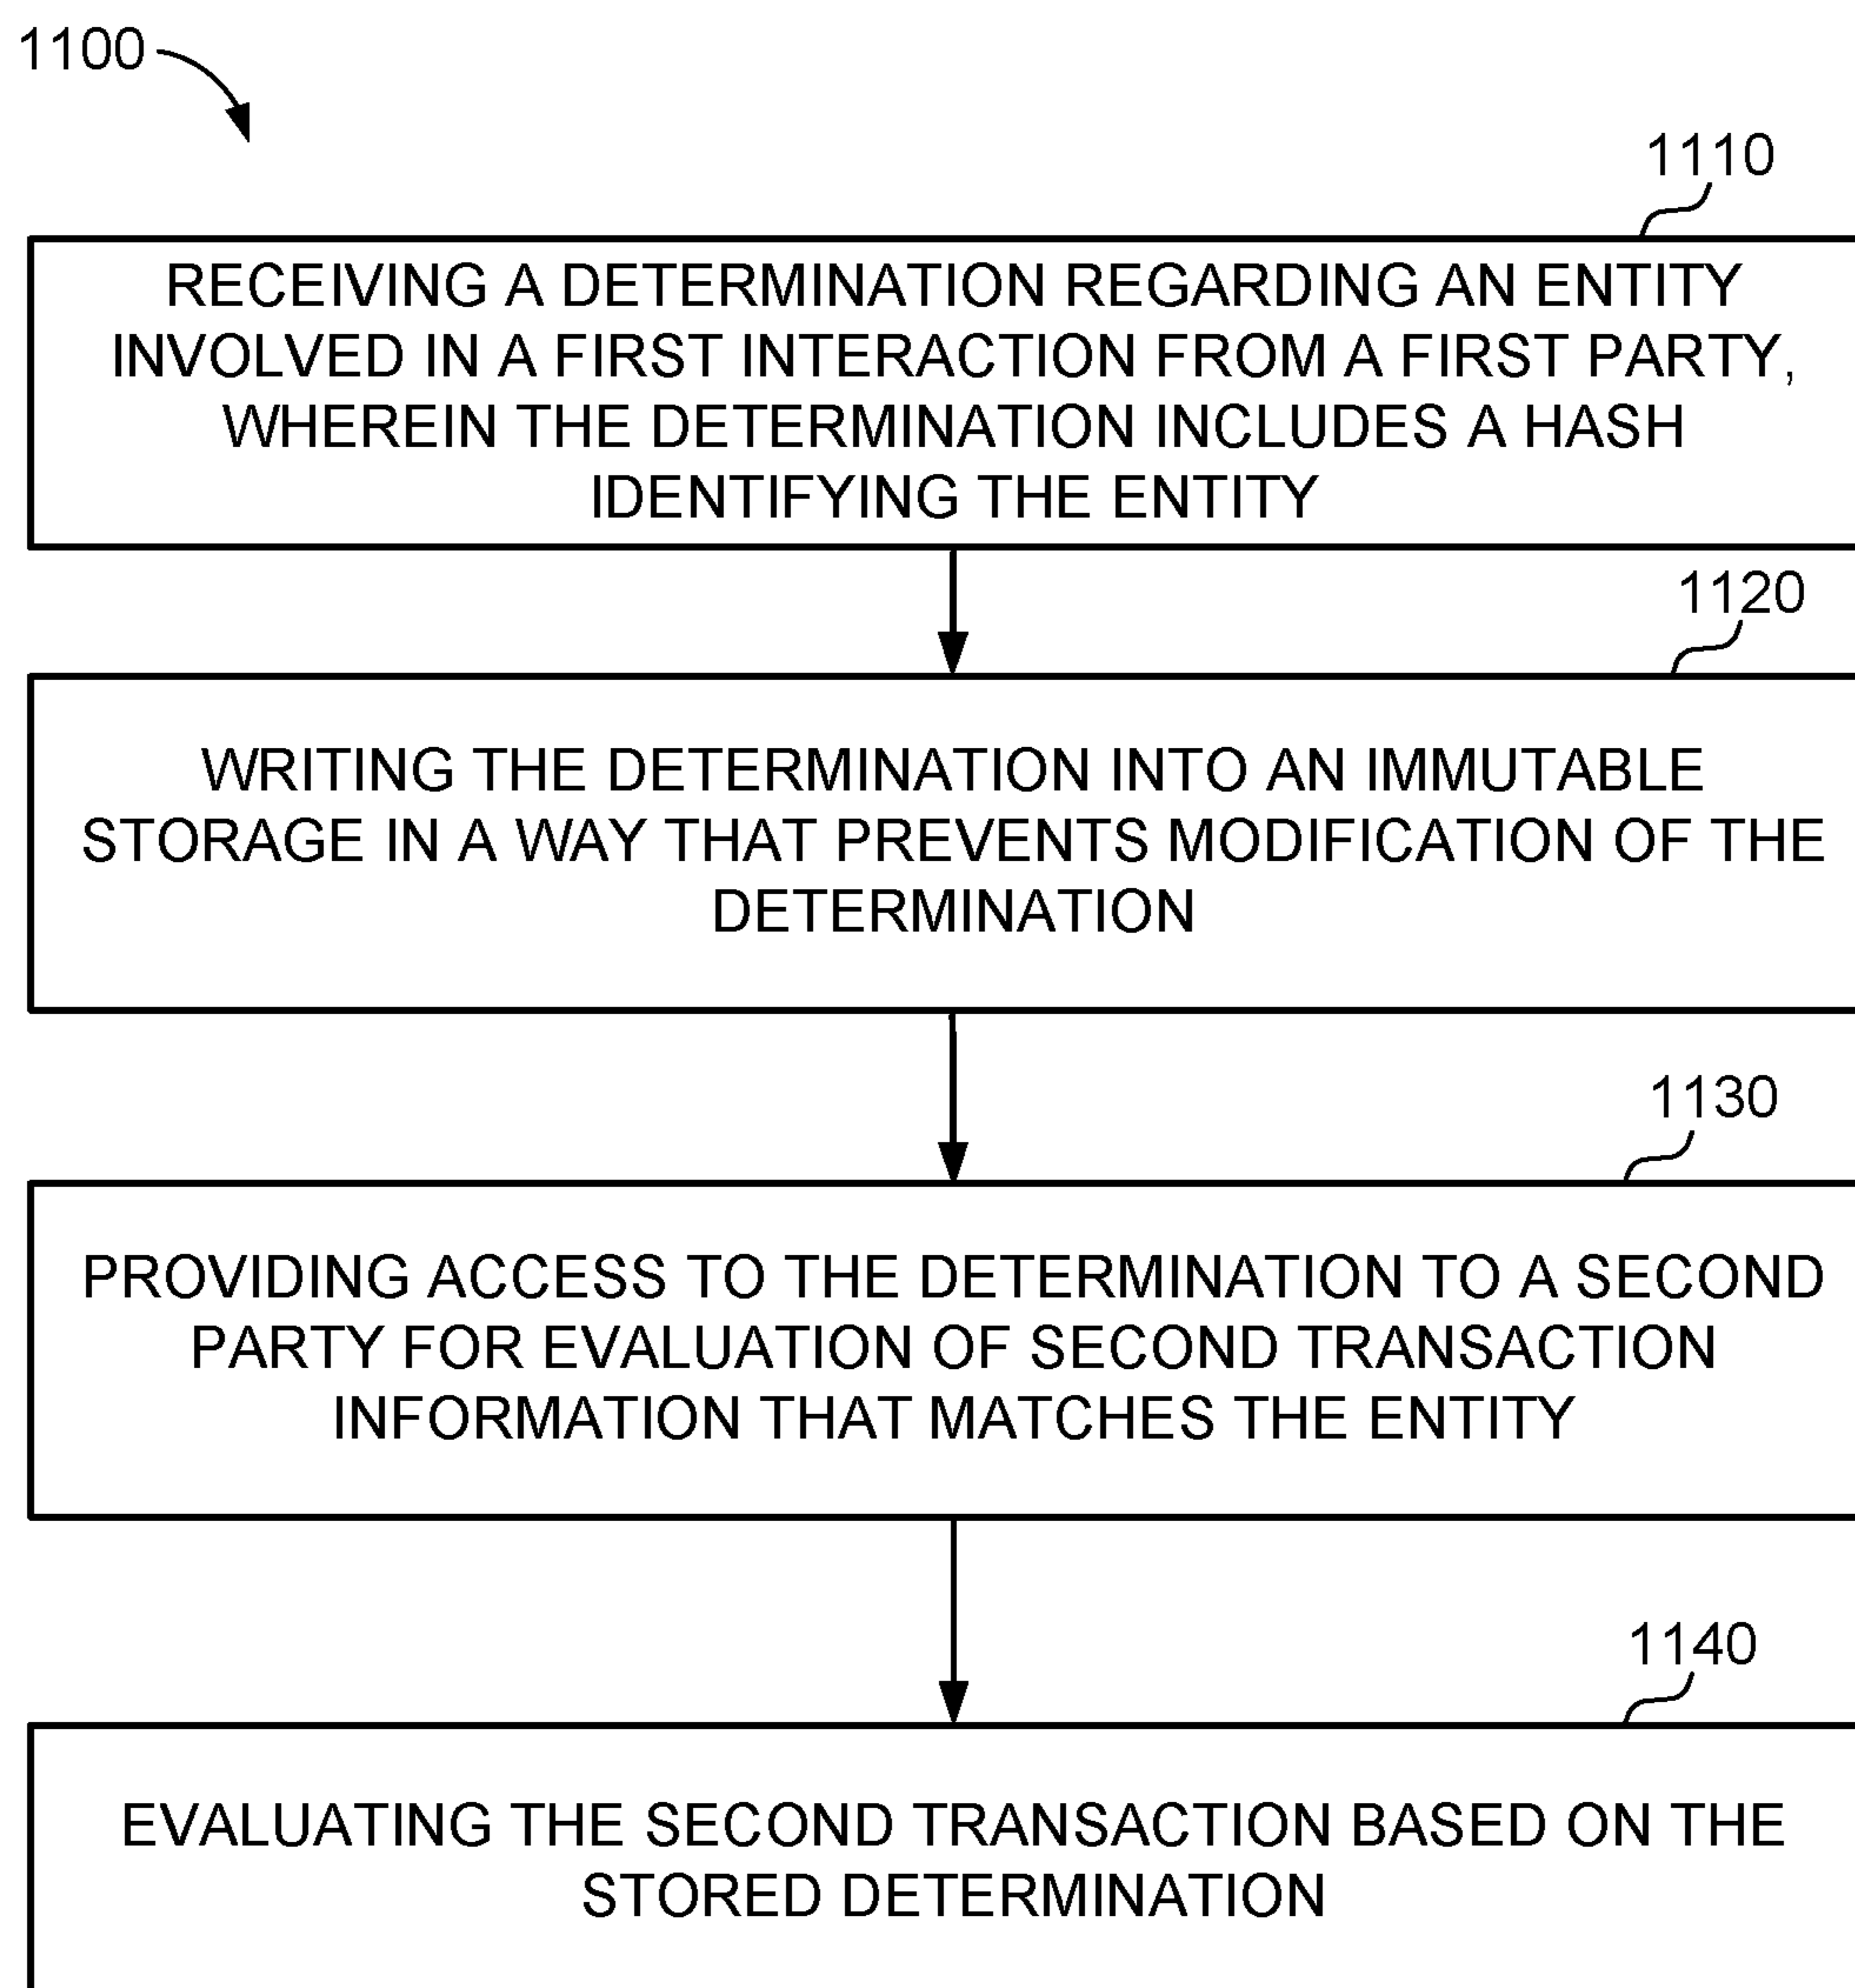 1100
1110
RECEIVING A DETERMINATION REGARDING AN ENTITY
INVOLVED IN A FIRST INTERACTION FROM A FIRST PARTY,
WHEREIN THE DETERMINATION INCLUDES A HASH
IDENTIFYING THE ENTITY
1120
WRITING THE DETERMINATION INTO AN IMMUTABLE
STORAGE IN A WAY THAT PREVENTS MODIFICATION OF THE
DETERMINATION
1130
PROVIDING ACCESS TO THE DETERMINATION TO A SECOND
PARTY FOR EVALUATION OF SECOND TRANSACTION
INFORMATION THAT MATCHES THE ENTITY
1140
EVALUATING THE SECOND TRANSACTION BASED ON THE
STORED DETERMINATION